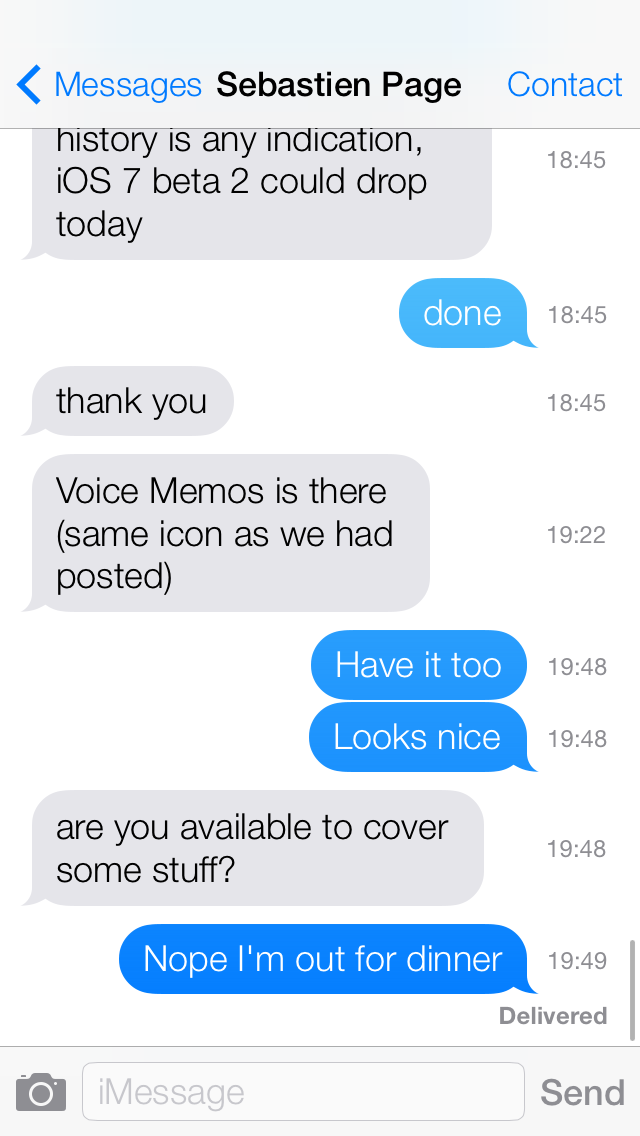 Messages Sebastien Page Contact
history is any indication,
iOS 7 beta 2 could drop
today
18:45
done 18:45
thank you 18:45
Voice Memos is there
(same icon as we had
posted)
19:22
Have it too 19:48
Looks nice 19:48
are you available to cover
some stuff?
19:48
Nope I'm out for dinner 19:49
Delivered
iMessage Send